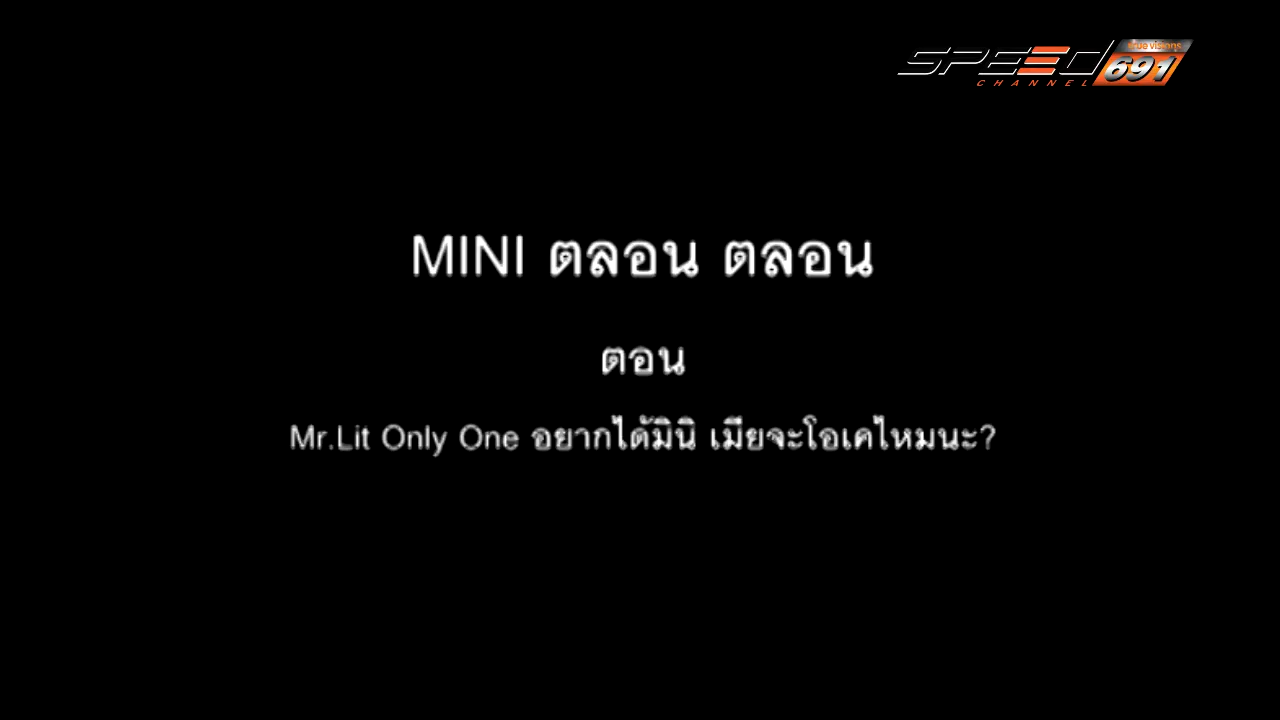 true visions
SPEED 691
CHANNEL
MINI ตลอน ตลอน
ตอน
Mr.Lit Only One อยากได้มินิ เมียจะโอเคไหมนะ?